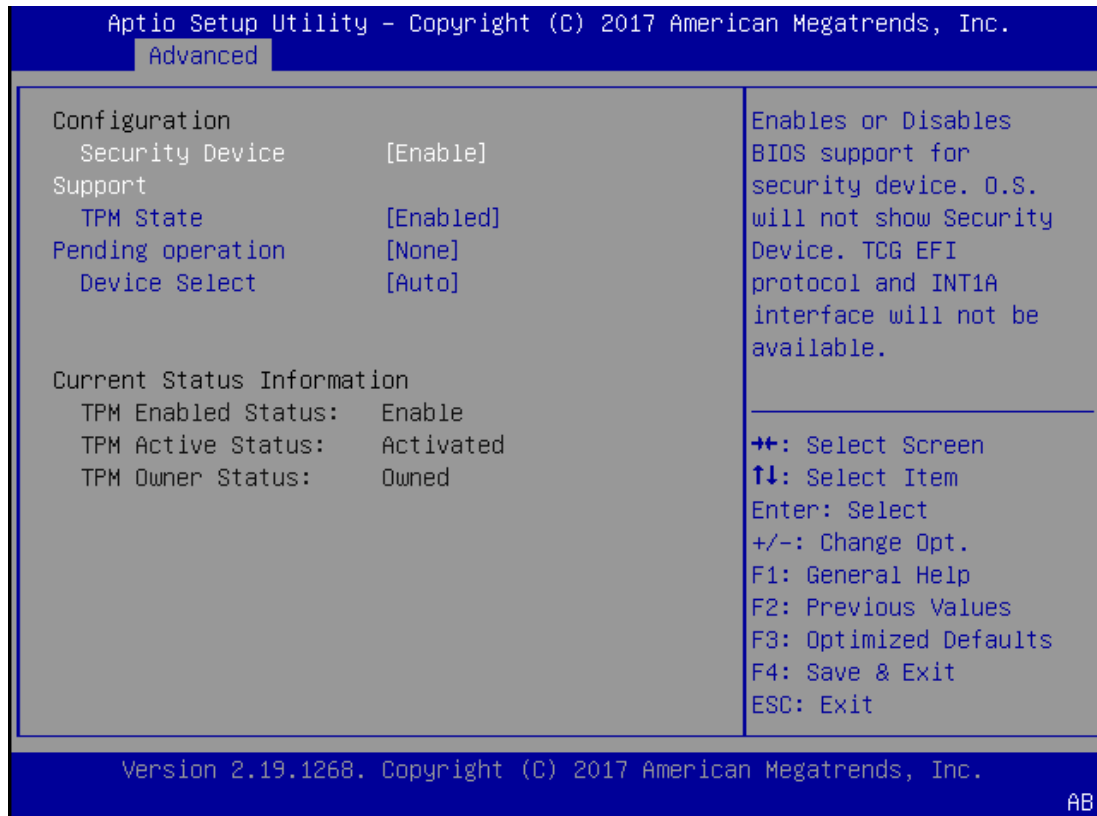 Aptio Setup Utility – Copyright (C) 2017 American Megatrends, Inc.
Advanced
Configuration
Security Device [Enable]
Support
TPM State [Enabled]
Pending operation [None]
Device Select [Auto]
Current Status Information
TPM Enabled Status: Enable
TPM Active Status: Activated
TPM Owner Status: Owned
Enables or Disables
BIOS support for
security device. O.S.
will not show Security
Device. TCG EFI
protocol and INT1A
interface will not be
available.
→←: Select Screen
↑↓: Select Item
Enter: Select
+/-: Change Opt.
F1: General Help
F2: Previous Values
F3: Optimized Defaults
F4: Save & Exit
ESC: Exit
Version 2.19.1268. Copyright (C) 2017 American Megatrends, Inc.
AB